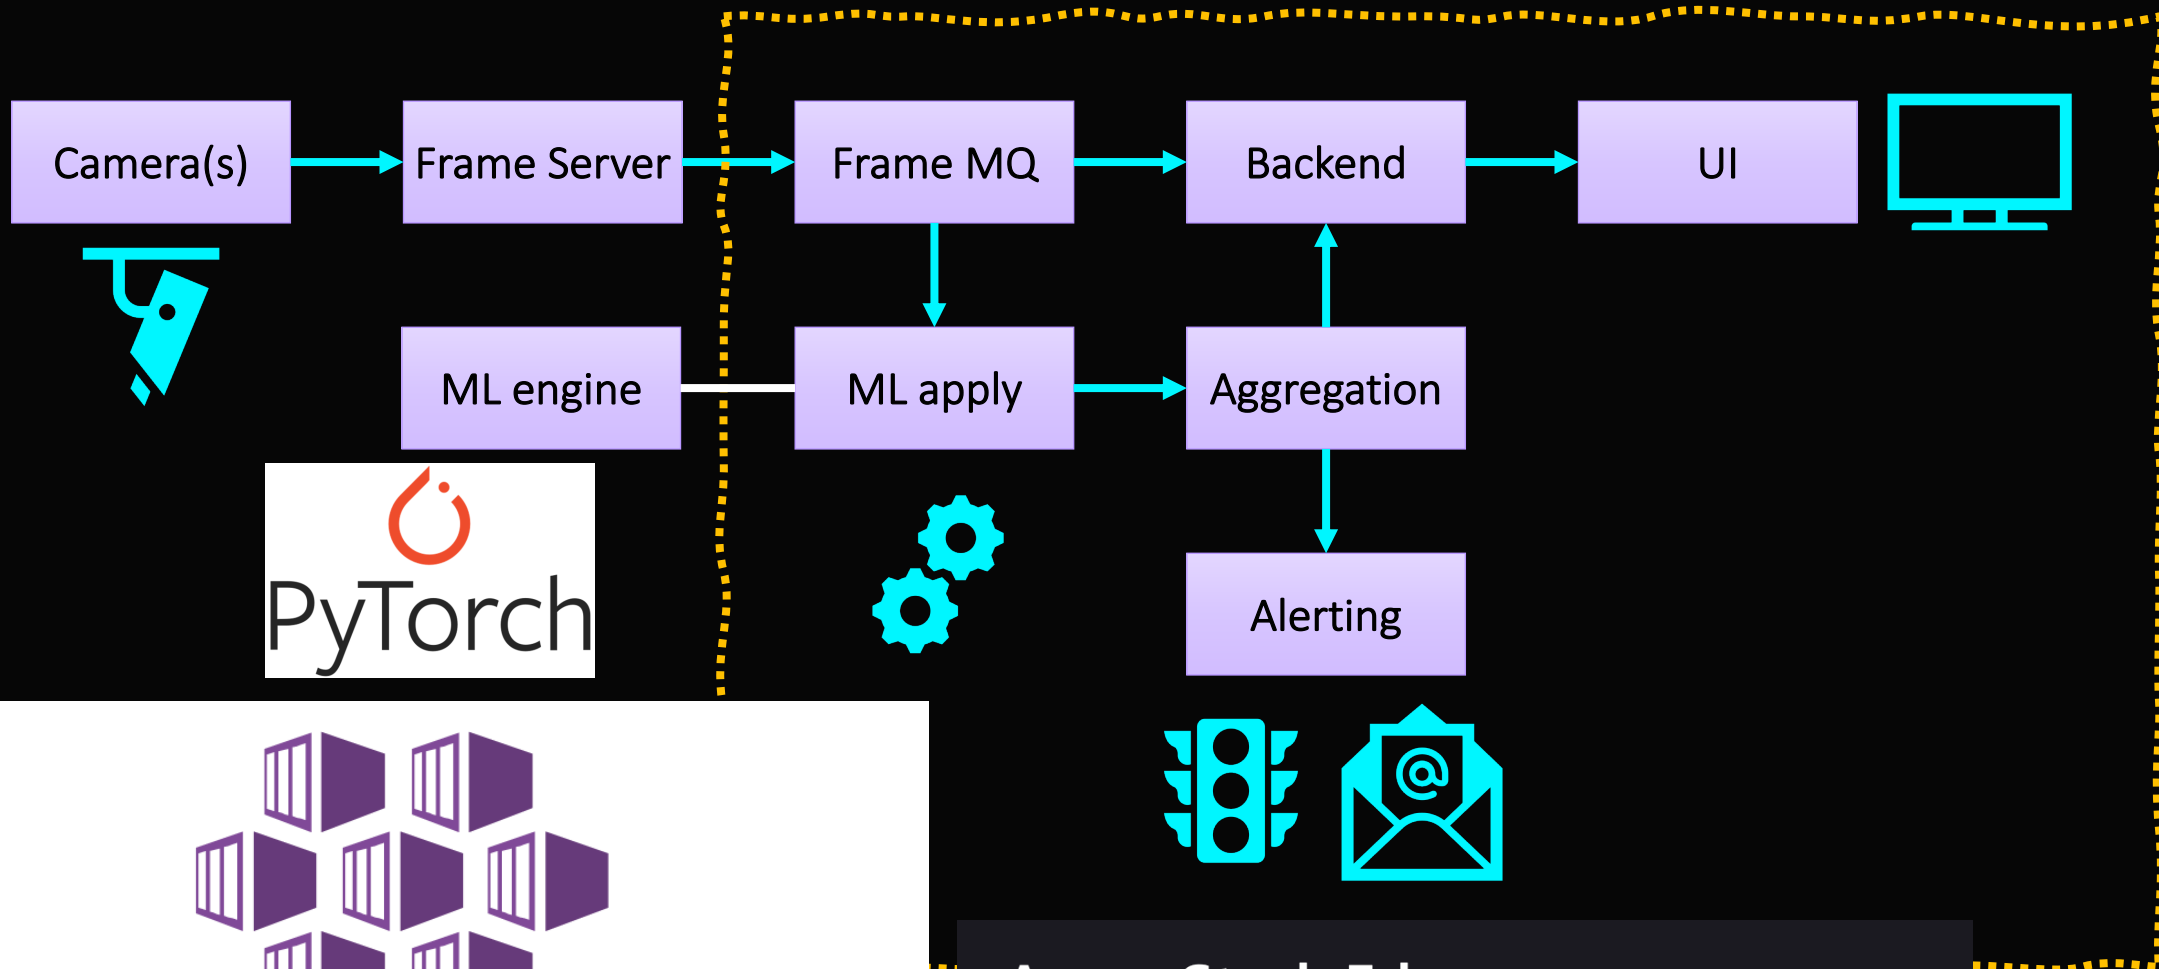 Camera(s)
Frame Server
Frame MQ
Backend
UI
ML engine
ML apply
Aggregation
PyTorch
Alerting
@